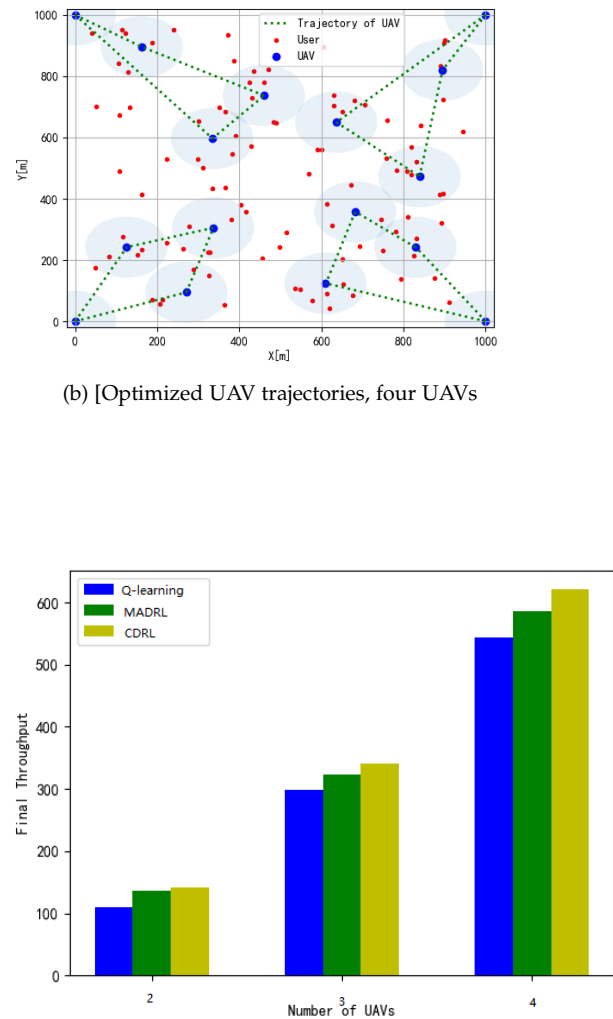 1000
800
600
400
200
0
Y[m]
Trajectory of UAV
User
UAV
0 200 400 600 800 1000
X[m]
(b) [Optimized UAV trajectories, four UAVs
600
500
400
300
200
100
0
Final Throughput
Q-learning
MADRL
CDRL
2 3 4
Number of UAVs